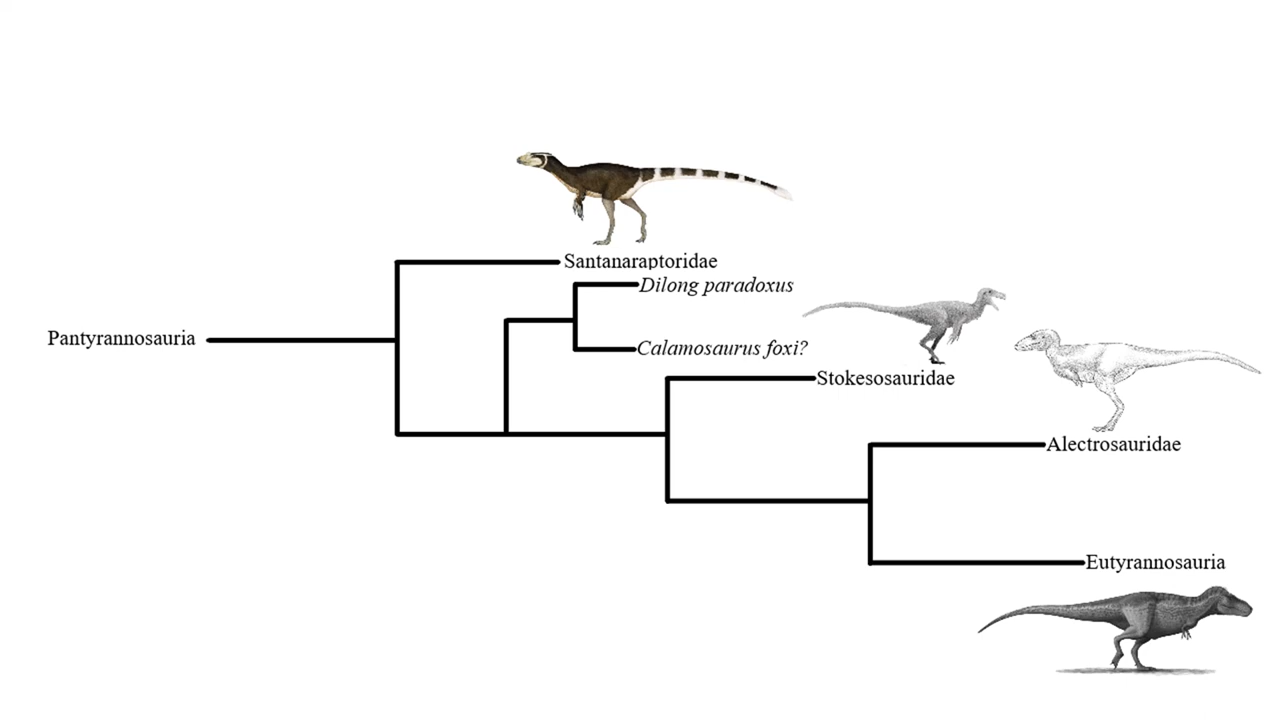 Santanaraptoridae
Dilong paradoxus
Pantyrannosauria
Calamosaurus foxi?
Stokesosauridae
Alectrosauridae
Eutyrannosauria